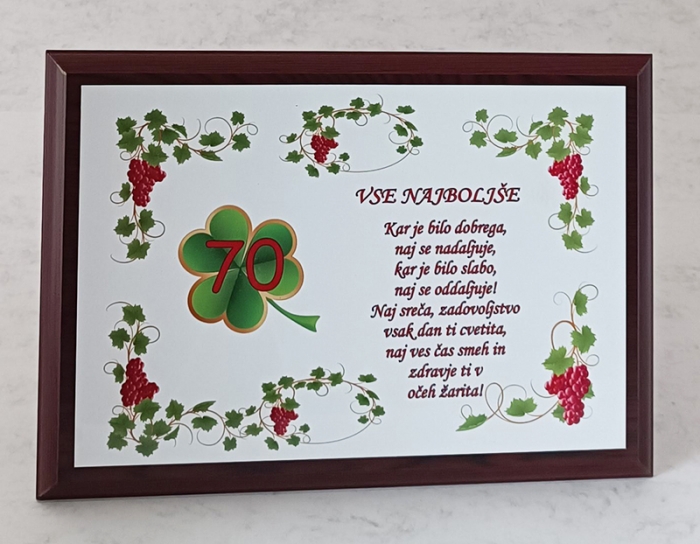 70
VSE NAJBOLJŠE
Kar je bilo dobrega,
naj se nadaljuje,
kar je bilo slabo,
naj se oddaljuje!
Naj sreča, zadovoljstvo
vsak dan ti cvetita,
naj ves čas smeh in
zdravje ti v
očeh žarita!